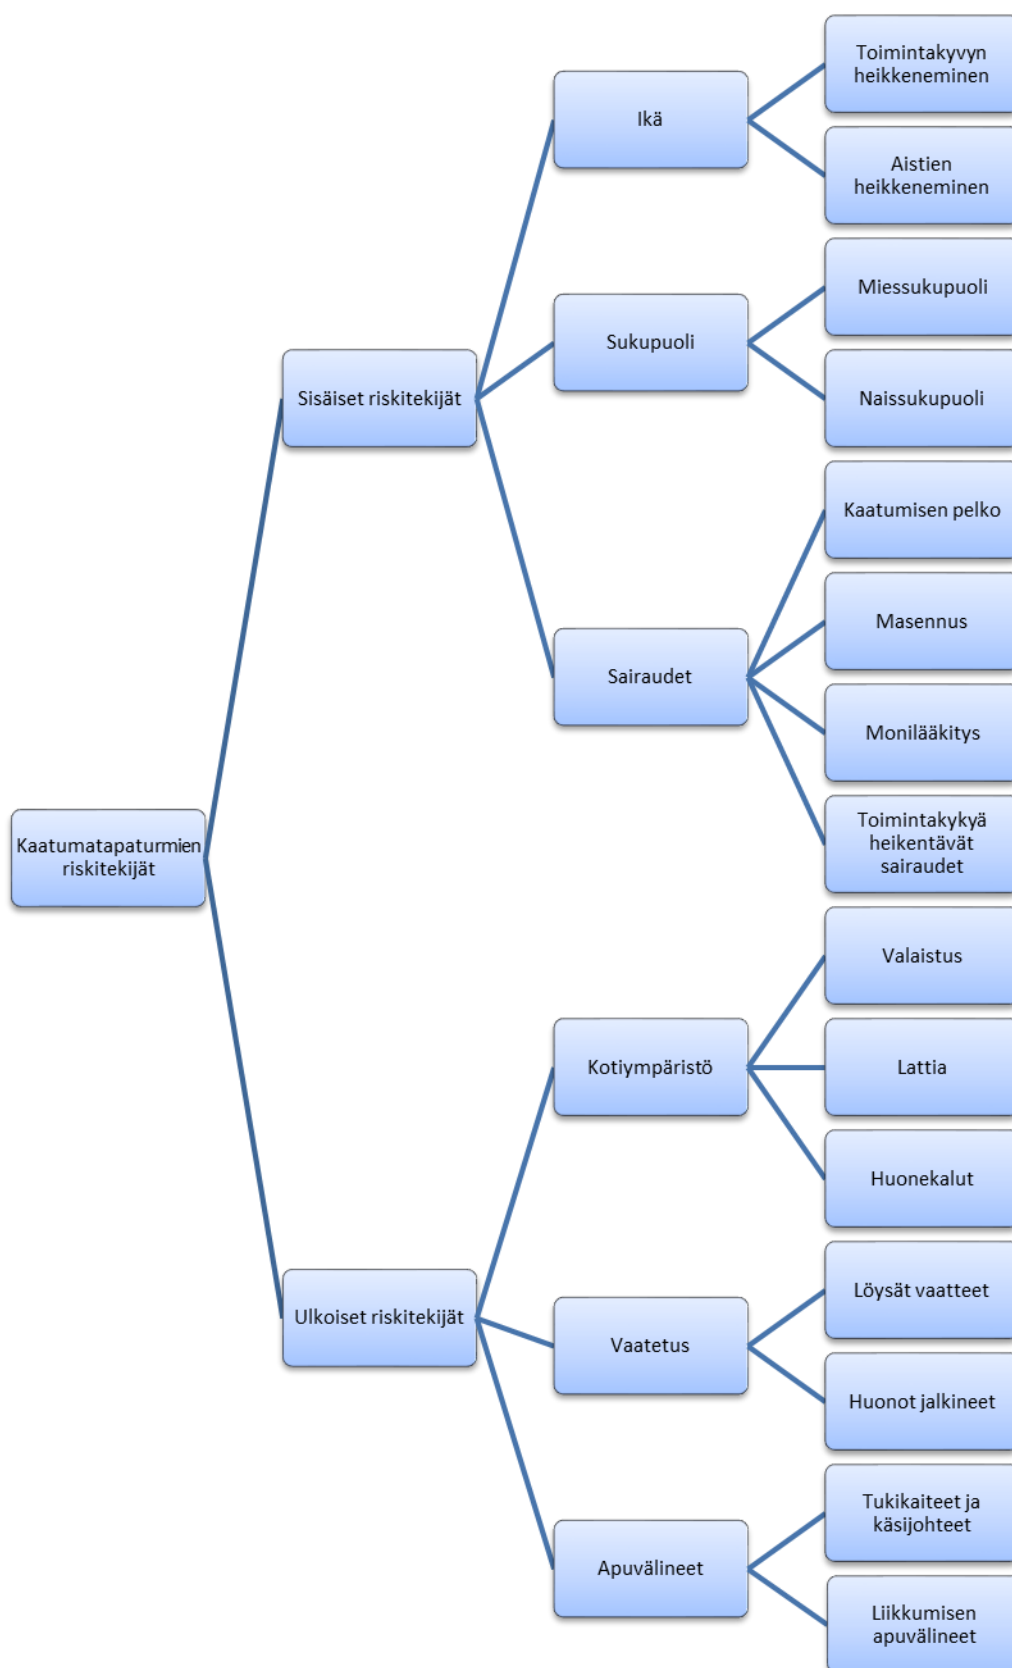 Kaatumatapaturmien
riskitekijät
Sisäiset riskitekijät
Ikä
Toimintakyvyn
heikkeneminen
Aistien
heikkeneminen
Sukupuoli
Miessukupuoli
Naissukupuoli
Sairaudet
Kaatumisen pelko
Masennus
Monilääkitys
Toimintakykyä
heikentävät
sairaudet
Ulkoiset riskitekijät
Kotiympäristö
Valaistus
Lattia
Huonekalut
Vaatetus
Löysät vaatteet
Huonot jalkineet
Apuvälineet
Tukikaiteet ja
käsijohteet
Liikkumisen
apuvälineet